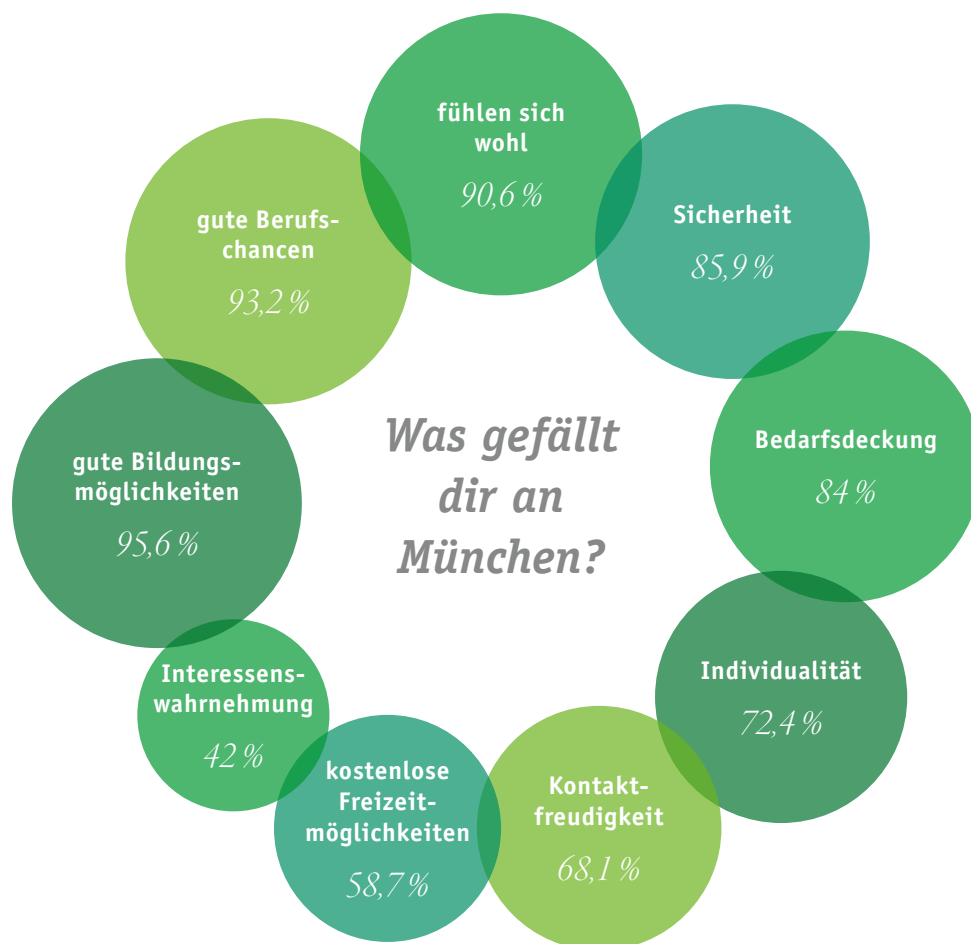 fühlen sich
wohl
90,6 %
Sicherheit
85,9 %
Bedarfsdeckung
84 %
Individualität
72,4 %
Kontakt-
freudigkeit
68,1 %
kostenlose
Freizeit-
möglichkeiten
58,7 %
Interessens-
wahrnehmung
42 %
gute Bildungs-
möglichkeiten
95,6 %
gute Berufs-
chancen
93,2 %
Was gefällt
dir an
München?